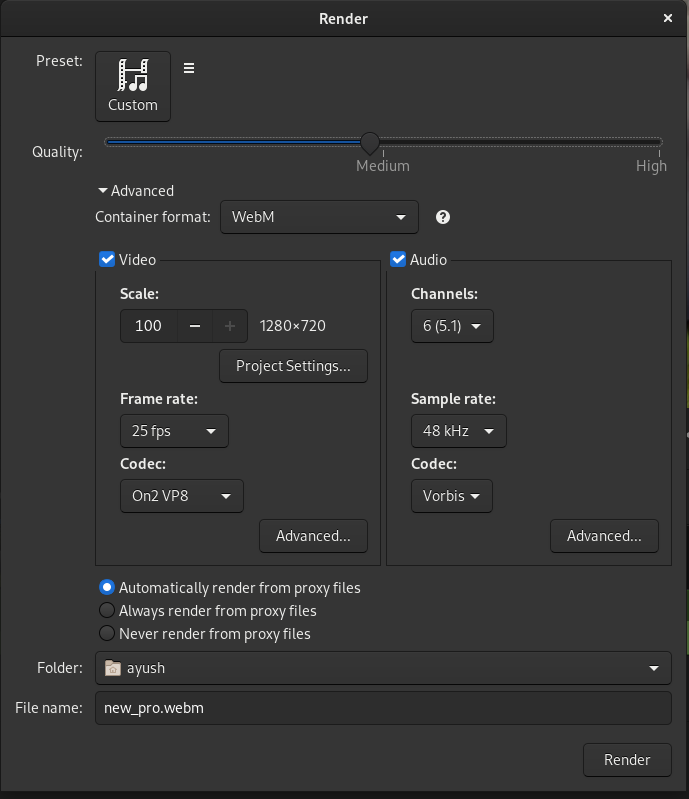 Render
Preset:
Custom
Quality:
Medium High
Advanced
Container format: WebM
Video
Scale:
100 1280×720
Project Settings...
Frame rate:
25 fps
Codec:
On2 VP8
Advanced...
Audio
Channels:
6 (5.1)
Sample rate:
48 kHz
Codec:
Vorbis
Advanced...
Automatically render from proxy files
Always render from proxy files
Never render from proxy files
Folder: ayush
File name: new_pro.webm
Render